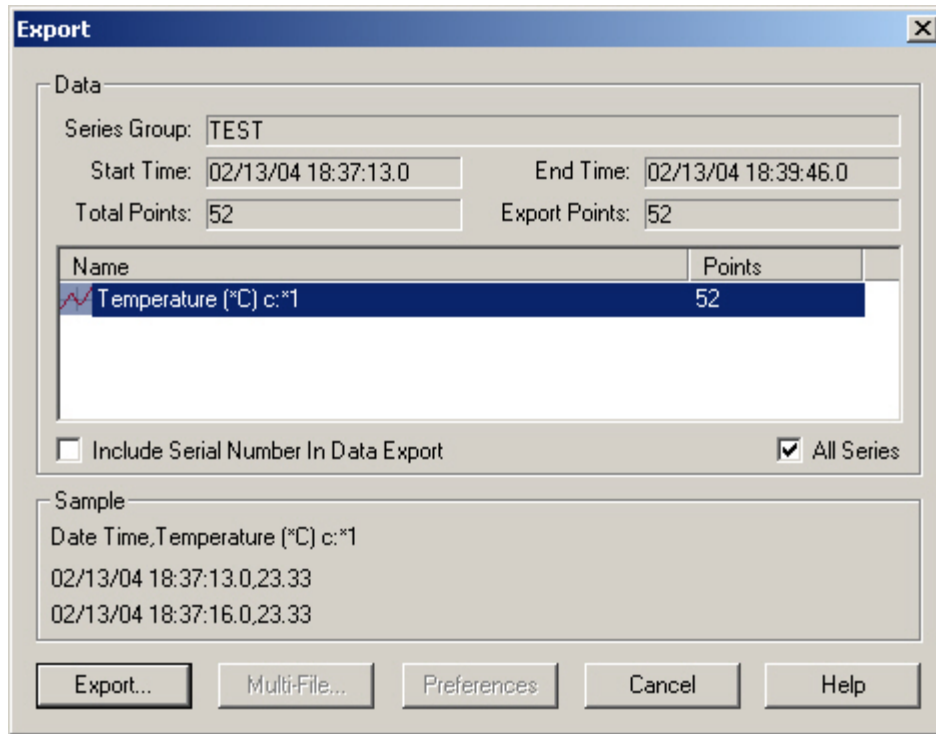 Export
Data
Series Group: TEST
Start Time: 02/13/04 18:37:13.0 End Time: 02/13/04 18:39:46.0
Total Points: 52 Export Points: 52
Name Points
Temperature (*C) c:*1 52
Include Serial Number In Data Export All Series
Sample
Date Time,Temperature (*C) c:*1
02/13/04 18:37:13.0,23.33
02/13/04 18:37:16.0,23.33
Export... Multi-File... Preferences Cancel Help